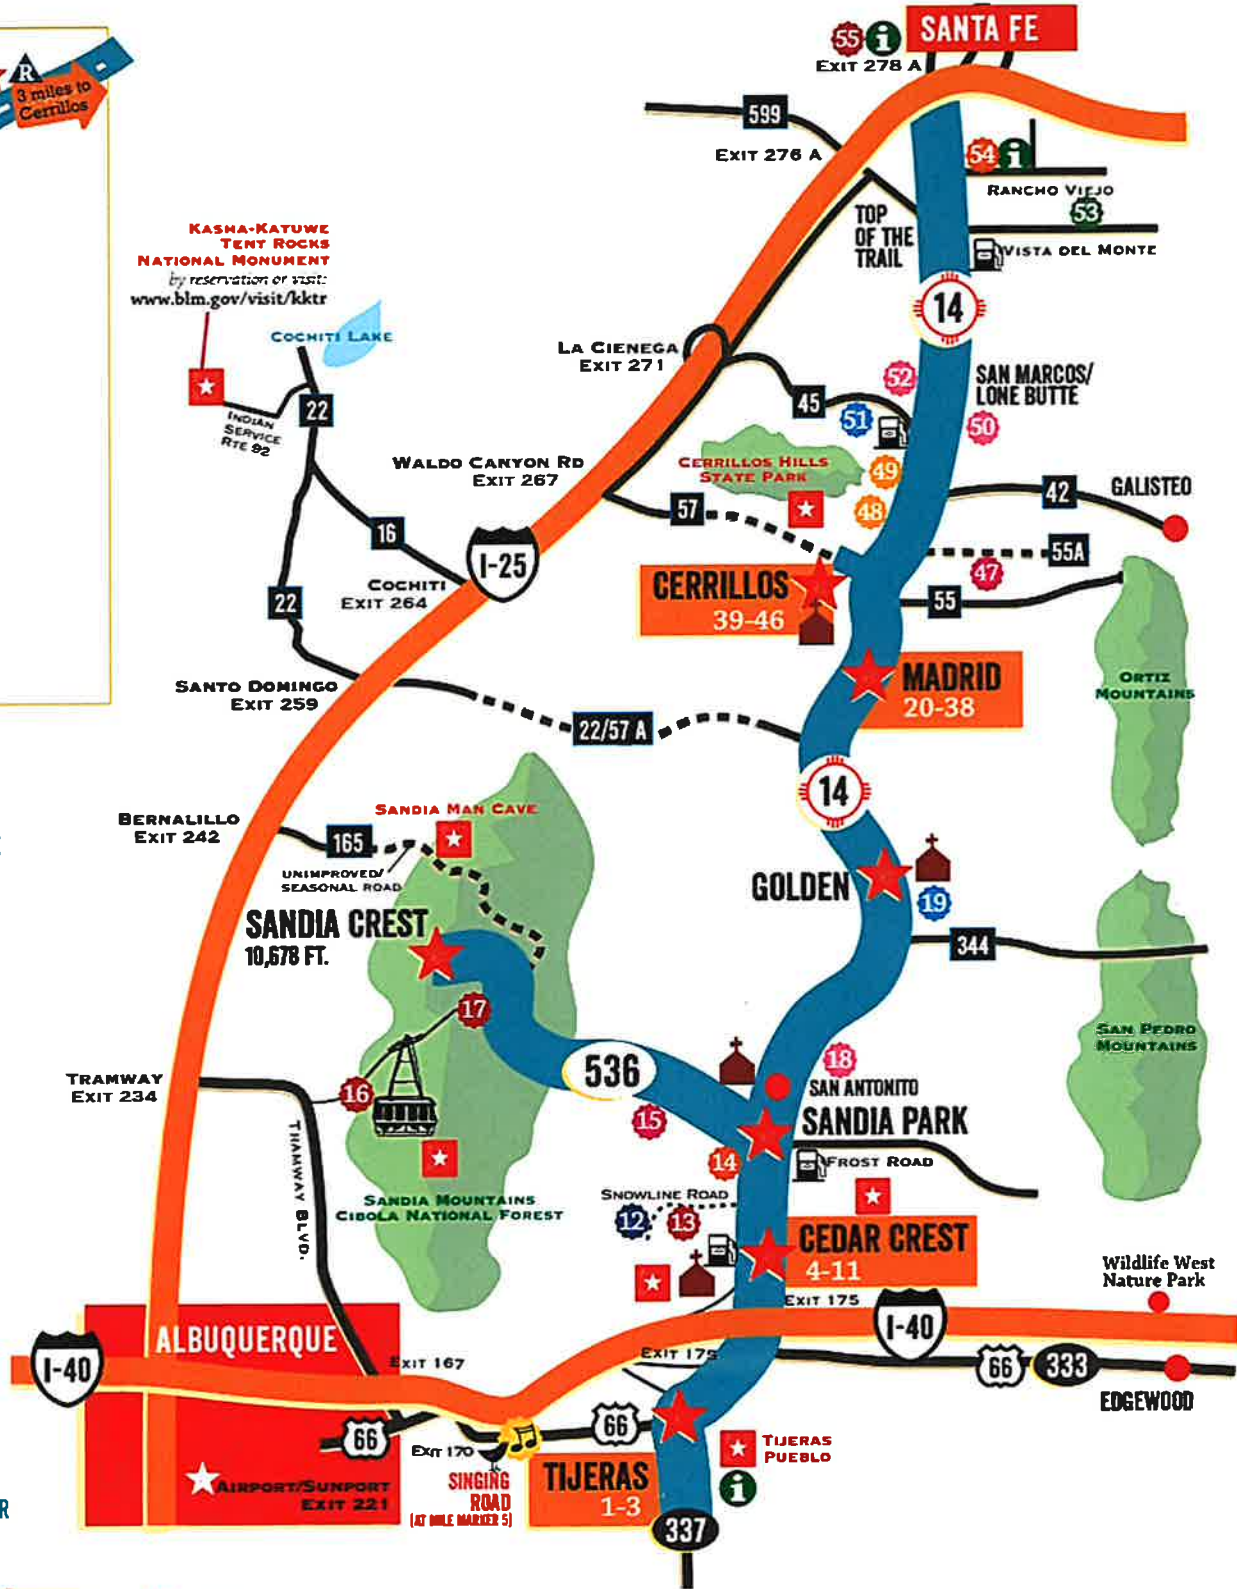 R
3 miles to
Cerrillos
SANTA FE
55
i
EXIT 278 A
599
EXIT 276 A
54
i
RANCHO VIEJO
53
TOP
OF THE
TRAIL
VISTA DEL MONTE
KASHA-KATUWE
TENT ROCKS
NATIONAL MONUMENT
by reservation or visit:
www.blm.gov/visit/kktr
COCHITI LAKE
14
LA CIENEGA
EXIT 271
52
SAN MARCOS/
LONE BUTTE
22
INDIAN
SERVICE
RTE 92
45
51
50
WALDO CANYON RD
EXIT 267
CERRILLOS HILLS
STATE PARK
49
42
GALISTEO
57
48
16
I-25
55A
47
COCHITI
EXIT 264
CERRILLOS
39-46
22
55
SANTO DOMINGO
EXIT 259
MADRID
20-38
ORTIZ
MOUNTAINS
22/57 A
14
BERNALILLO
EXIT 242
SANDIA MAN CAVE
165
UNIMPROVED/
SEASONAL ROAD
GOLDEN
19
SANDIA CREST
10,678 FT.
344
17
SAN PEDRO
MOUNTAINS
536
18
TRAMWAY
EXIT 234
16
SAN ANTONITO
15
SANDIA PARK
THAMWAY BLVD.
14
FROST ROAD
SANDIA MOUNTAINS
CIBOLA NATIONAL FOREST
SNOWLINE ROAD
12
13
CEDAR CREST
4-11
Wildlife West
Nature Park
EXIT 175
ALBUQUERQUE
I-40
I-40
EXIT 167
EXIT 175
66
333
EDGEWOOD
66
66
EXIT 170
TIJERAS
PUEBLO
SINGING
ROAD
(AT MILE MARKER 5)
TIJERAS
1-3
i
AIRPORT/SUNPORT
EXIT 221
R
337